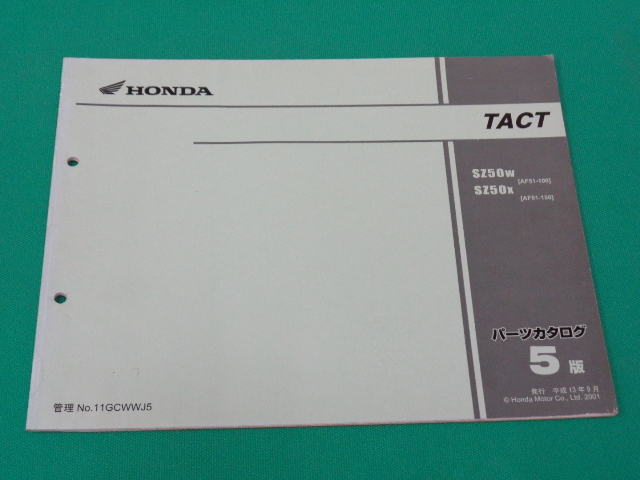 HONDA
TACT
SZ50W [AF51-100]
SZ50X [AF51-150]
パーツカタログ
5版
発行 平成13年9月
© Honda Motor Co., Ltd. 2001
管理 No.11GCWWJ5